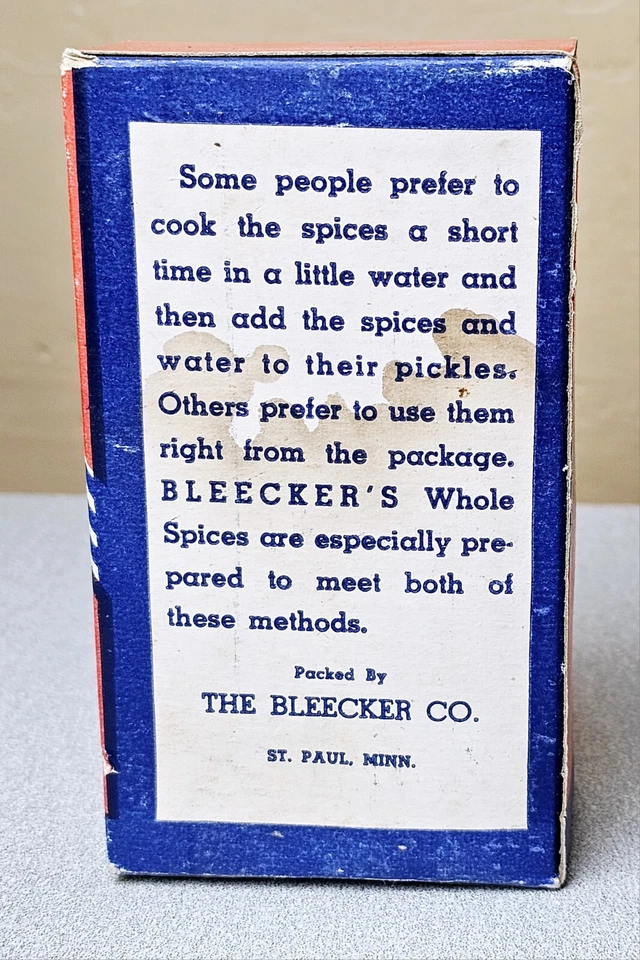 Some people prefer to
cook the spices a short
time in a little water and
then add the spices and
water to their pickles.
Others prefer to use them
right from the package.
BLEECKER'S Whole
Spices are especially pre-
pared to meet both of
these methods.
Packed By
THE BLEECKER CO.
ST. PAUL, MINN.